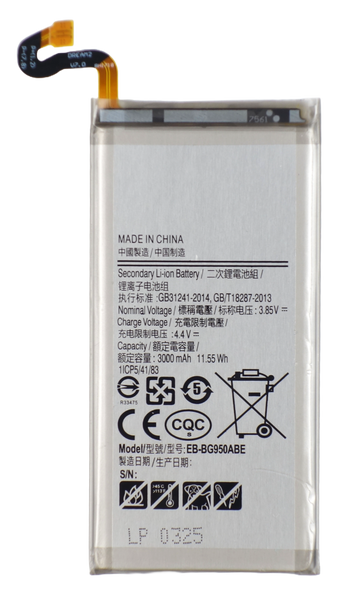 MADE IN CHINA
中國製造 / 中国制造
Secondary Li-ion Battery / 二次鋰電池組 /
锂离子电池组
执行标准 :GB31241-2014, GB/T18287-2013
Nominal Voltage / 標稱電壓 / 标称电压 : 3.85V
Charge Voltage / 充電限制電壓 /
充电限制电压 : 4.4V
Capacity / 額定容量 /
额定容量: 3000 mAh 11.55 Wh
1ICP5/41/83
5
R33475
CE CQC
Model/型號/型号:EB-BG950ABE
製造日期 / 生产日期 :
S/N:
LP 0325